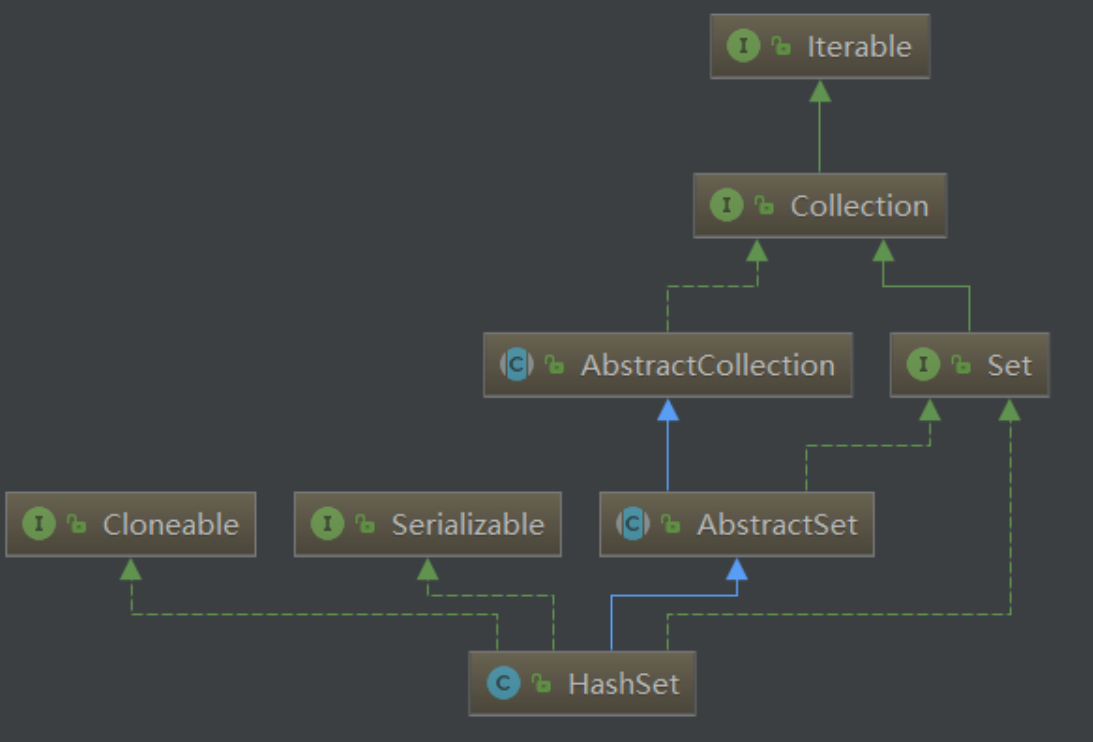 I Iterable
I Collection
C AbstractCollection
I Set
I Cloneable
I Serializable
C AbstractSet
C HashSet